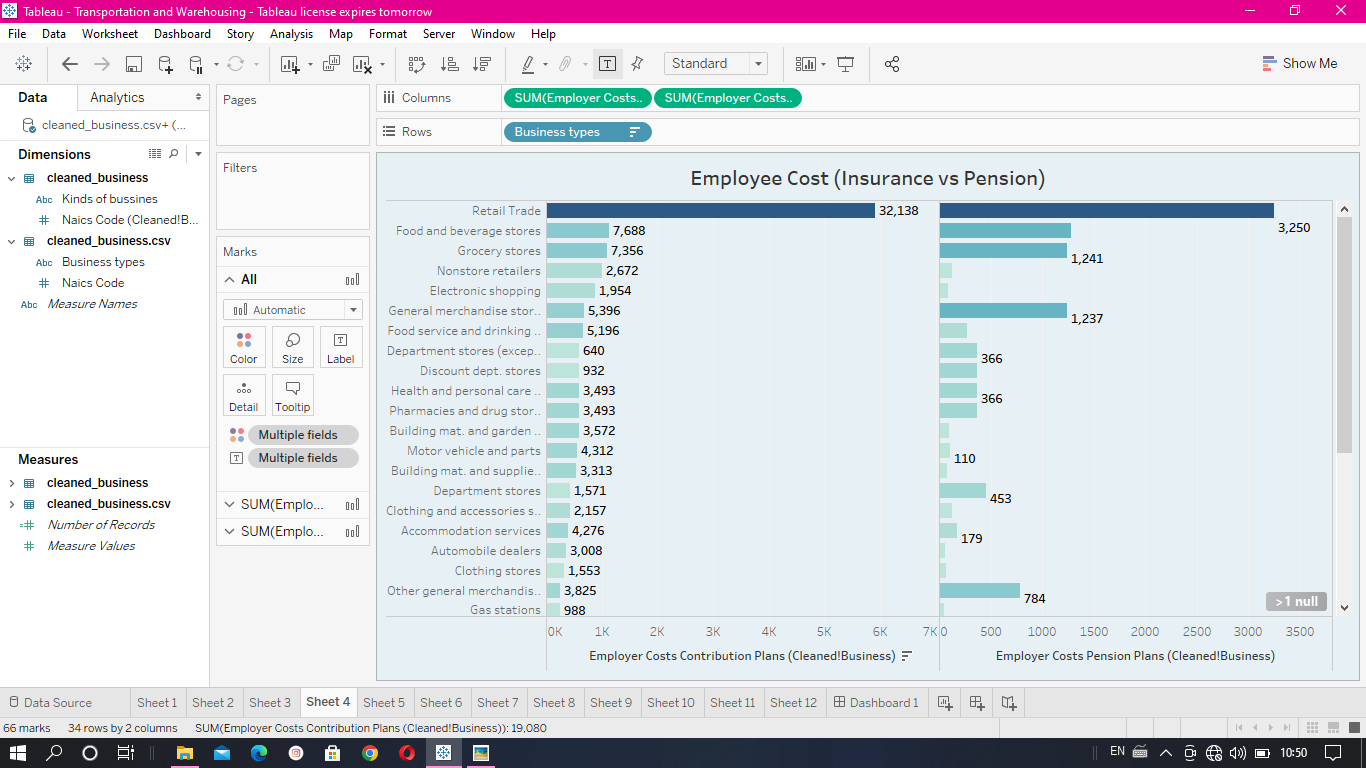 Tableau - Transportation and Warehousing - Tableau license expires tomorrow
File Data Worksheet Dashboard Story Analysis Map Format Server Window Help
Standard
Show Me
Data Analytics
cleaned_business.csv+ (...
Dimensions
cleaned_business
Abc Kinds of bussines
# Naics Code (Cleaned!B...
cleaned_business.csv
Abc Business types
# Naics Code
Abc Measure Names
Measures
cleaned_business
cleaned_business.csv
=# Number of Records
# Measure Values
Pages
Filters
Marks
All
Automatic
Color Size Label
Detail Tooltip
Multiple fields
Multiple fields
SUM(Emplo...
SUM(Emplo...
Columns SUM(Employer Costs.. SUM(Employer Costs..
Rows Business types
Employee Cost (Insurance vs Pension)
Retail Trade 32,138 3,250
Food and beverage stores 7,688
Grocery stores 7,356 1,241
Nonstore retailers 2,672
Electronic shopping 1,954
General merchandise stor.. 5,396 1,237
Food service and drinking .. 5,196
Department stores (excep.. 640 366
Discount dept. stores 932
Health and personal care .. 3,493 366
Pharmacies and drug stor.. 3,493
Building mat. and garden .. 3,572
Motor vehicle and parts 4,312 110
Building mat. and supplie.. 3,313
Department stores 1,571 453
Clothing and accessories s.. 2,157
Accommodation services 4,276 179
Automobile dealers 3,008
Clothing stores 1,553
Other general merchandis.. 3,825 784
Gas stations 988
>1 null
0K 1K 2K 3K 4K 5K 6K 7K 0 500 1000 1500 2000 2500 3000 3500
Employer Costs Contribution Plans (Cleaned!Business) Employer Costs Pension Plans (Cleaned!Business)
Data Source Sheet 1 Sheet 2 Sheet 3 Sheet 4 Sheet 5 Sheet 6 Sheet 7 Sheet 8 Sheet 9 Sheet 10 Sheet 11 Sheet 12 Dashboard 1
66 marks 34 rows by 2 columns SUM(Employer Costs Contribution Plans (Cleaned!Business)): 19,080
EN 10:50